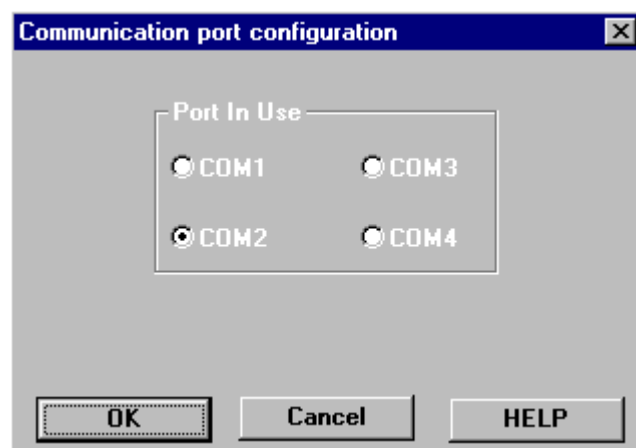 Communication port configuration
Port In Use
COM1 COM3
COM2 COM4
OK Cancel HELP